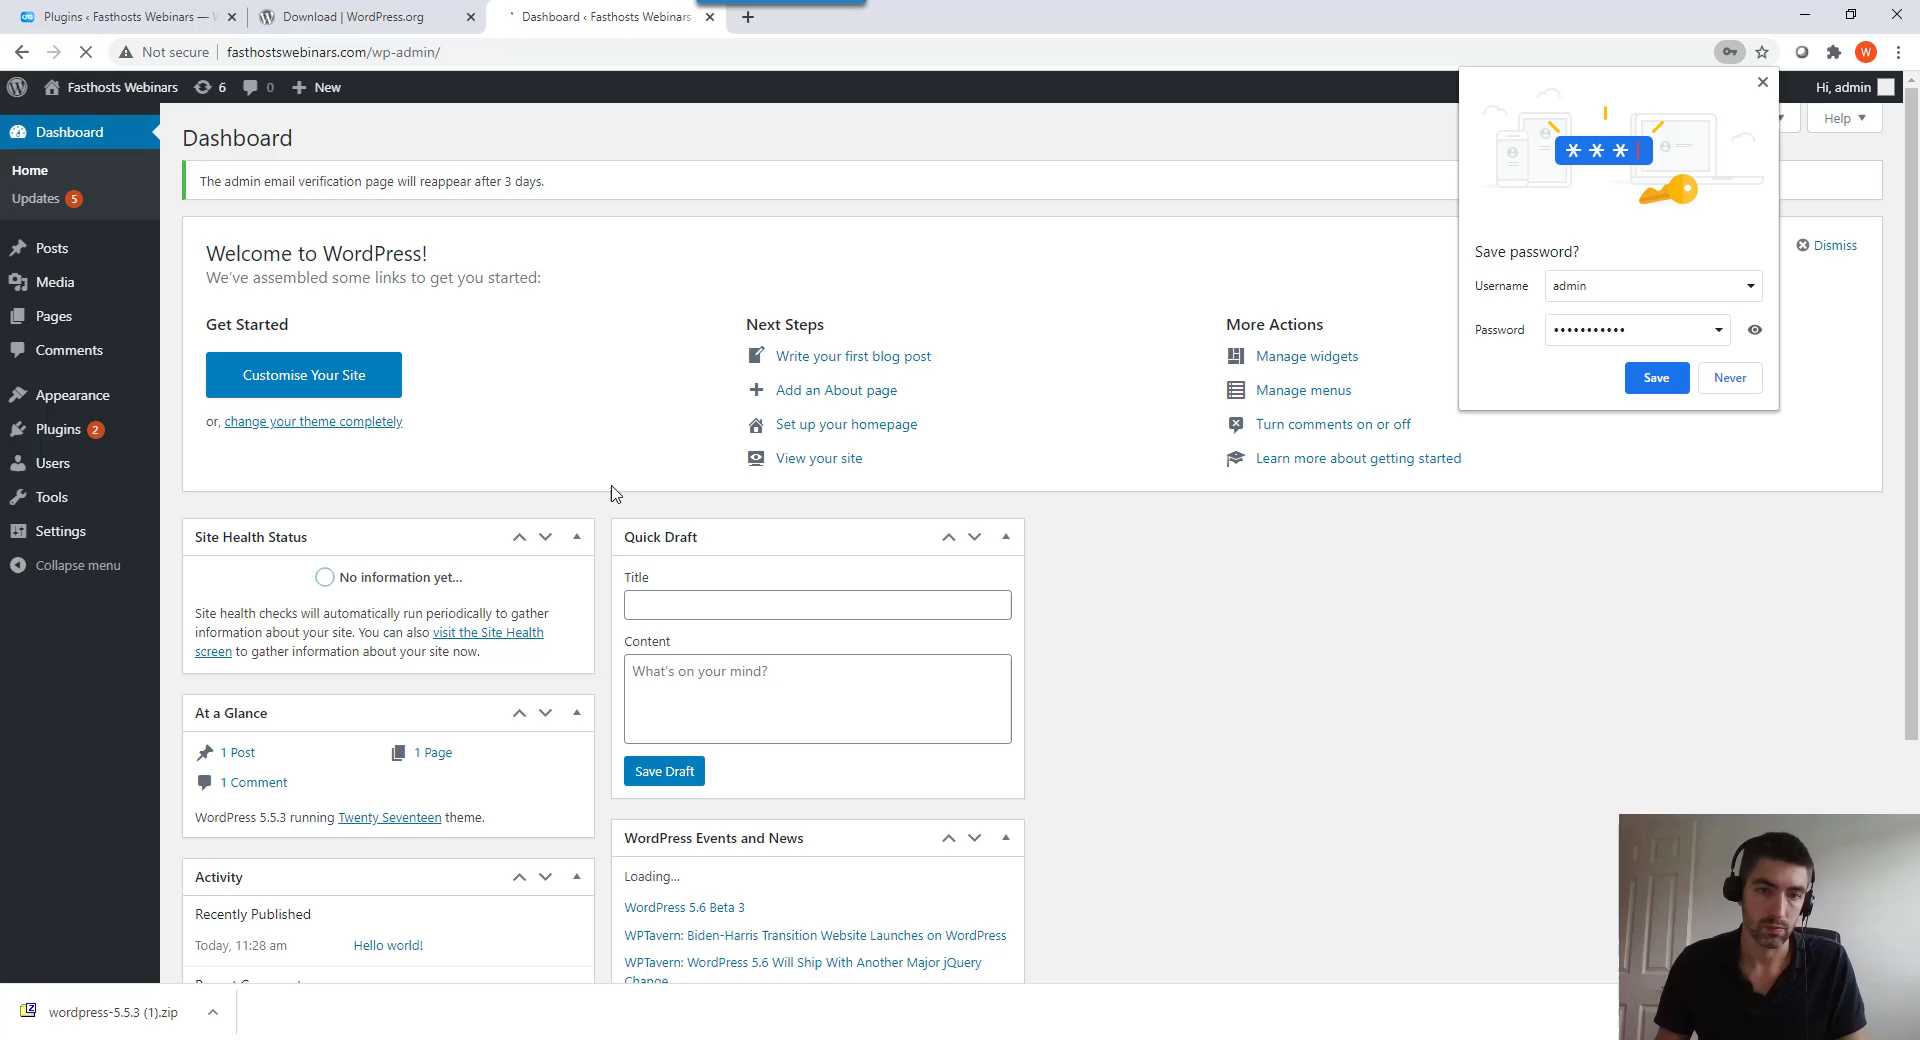 Plugins ‹ Fasthosts Webinars —
Download | WordPress.org
Dashboard ‹ Fasthosts Webinars
Not secure
fasthostswebinars.com/wp-admin/
W
Fasthosts Webinars
6
0
New
Hi, admin
Dashboard
Home
Updates 5
Posts
Media
Pages
Comments
Appearance
Plugins 2
Users
Tools
Settings
Collapse menu
Dashboard
Help
The admin email verification page will reappear after 3 days.
Welcome to WordPress!
We've assembled some links to get you started:
Dismiss
Get Started
Customise Your Site
or, change your theme completely
Next Steps
Write your first blog post
Add an About page
Set up your homepage
View your site
More Actions
Manage widgets
Manage menus
Turn comments on or off
Learn more about getting started
* * *
Save password?
Username admin
Password •••••••••••
Save
Never
Site Health Status
No information yet...
Site health checks will automatically run periodically to gather
information about your site. You can also visit the Site Health
screen to gather information about your site now.
At a Glance
1 Post
1 Page
1 Comment
WordPress 5.5.3 running Twenty Seventeen theme.
Activity
Recently Published
Today, 11:28 am Hello world!
Quick Draft
Title
Content
What's on your mind?
Save Draft
WordPress Events and News
Loading...
WordPress 5.6 Beta 3
WPTavern: Biden-Harris Transition Website Launches on WordPress
WPTavern: WordPress 5.6 Will Ship With Another Major jQuery
Change
wordpress-5.5.3 (1).zip